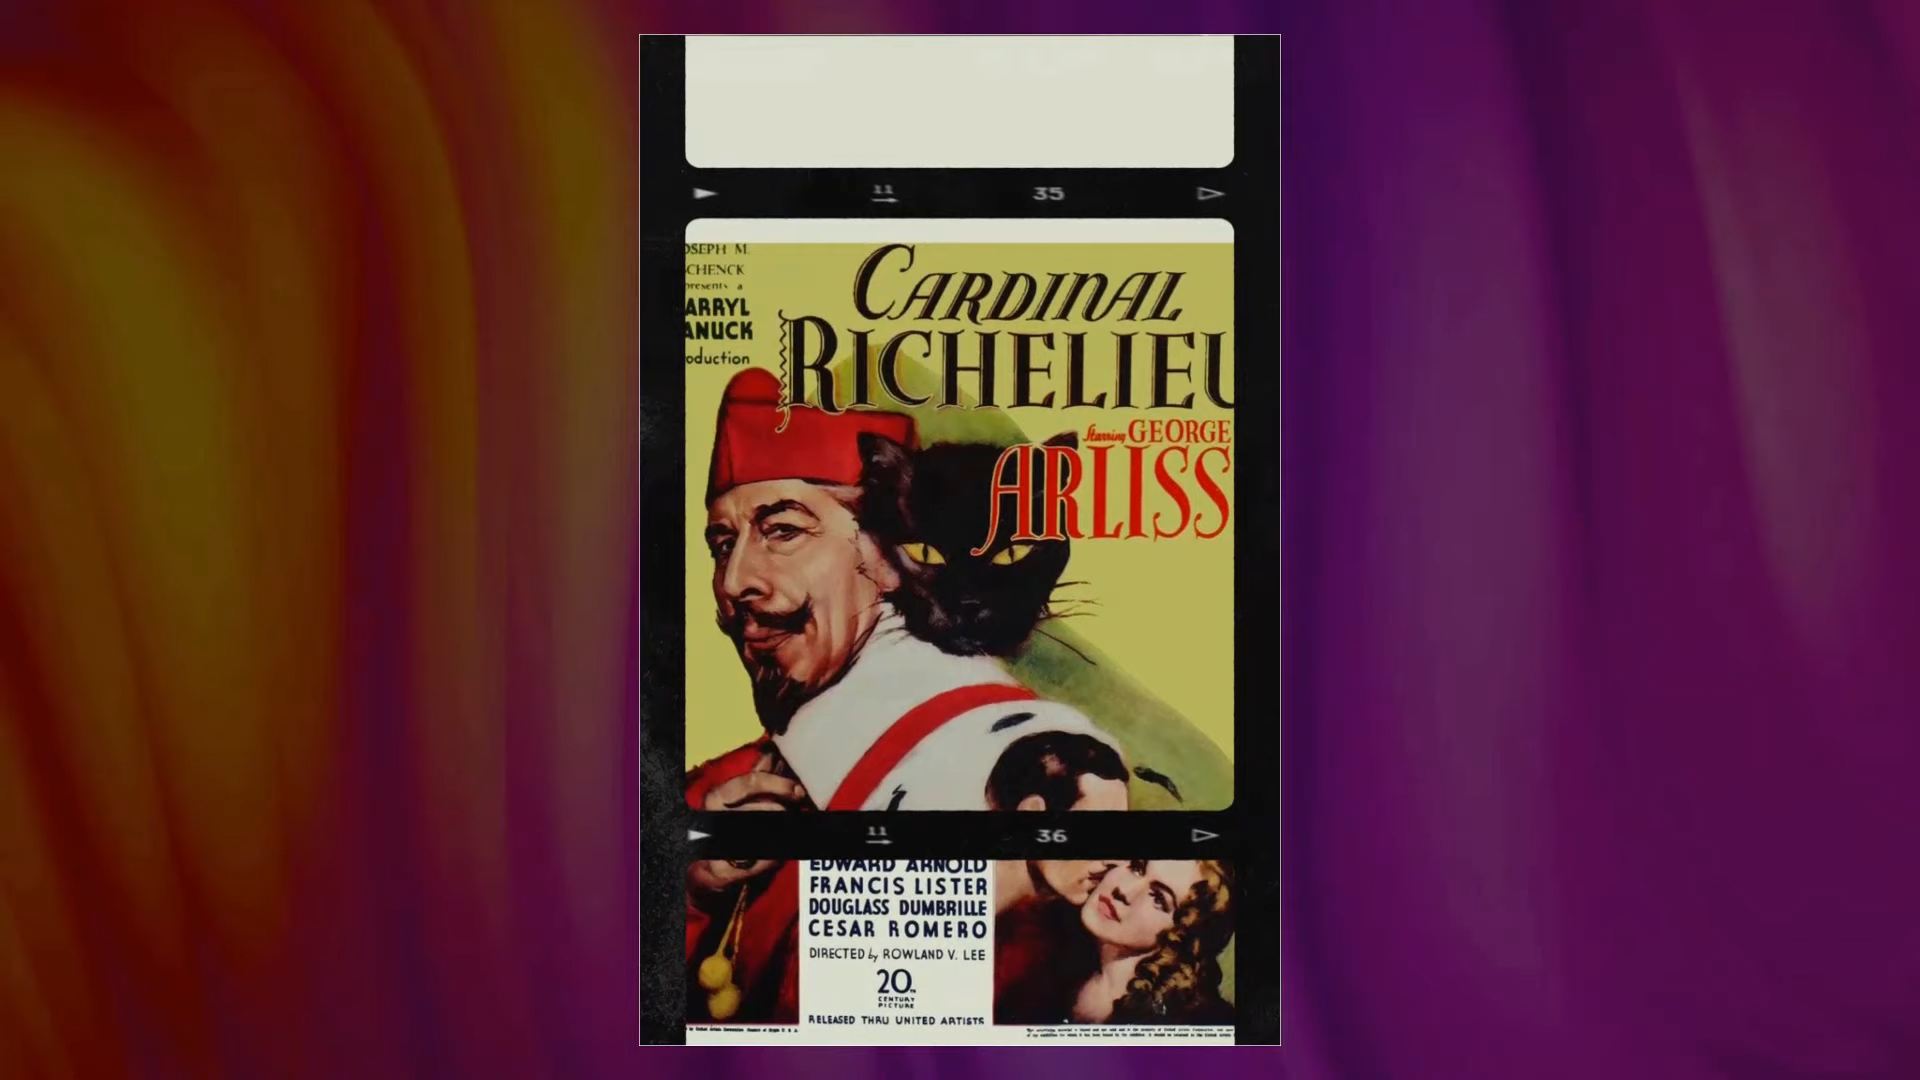 11 35
OSEPH M.
CHENCK
presents a
ARRYL
ANUCK
oduction
CARDINAL
RICHELIEU
Starring GEORGE
ARLISS
11 36
EDWARD ARNOLD
FRANCIS LISTER
DOUGLASS DUMBRILLE
CESAR ROMERO
DIRECTED by ROWLAND V. LEE
20TH
CENTURY
PICTURE
RELEASED THRU UNITED ARTISTS